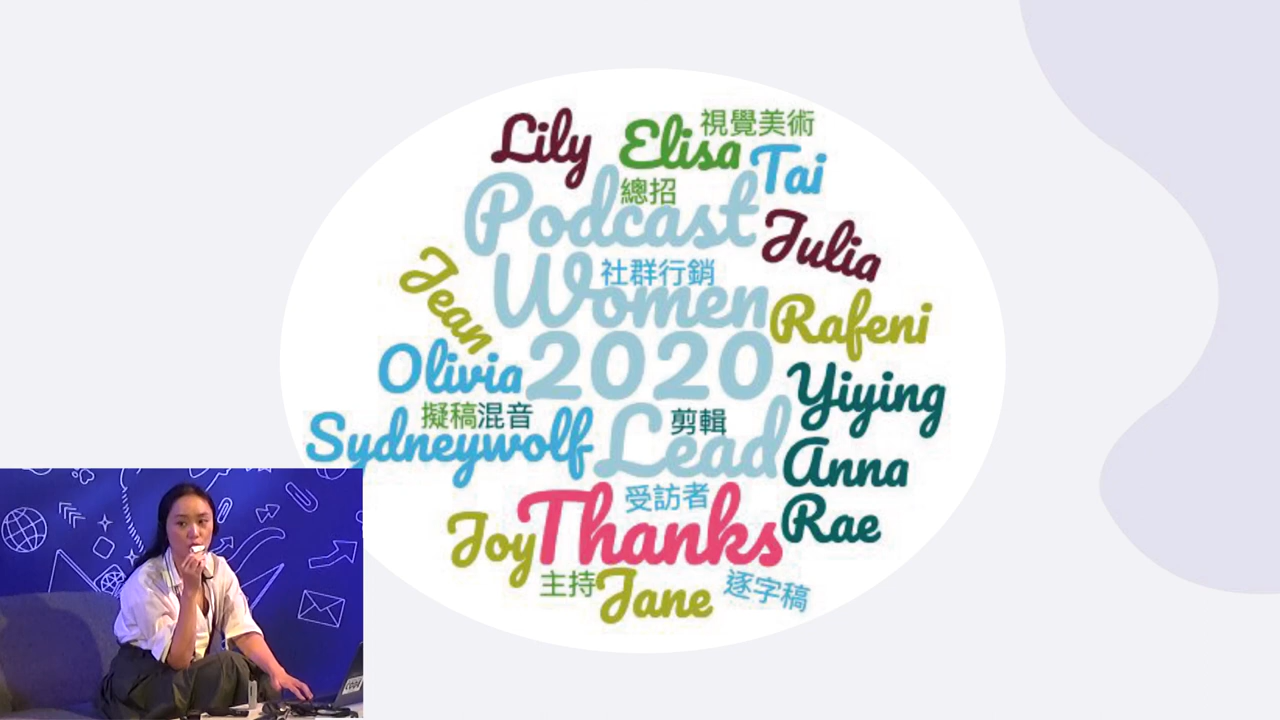 Lily
Elisa
視覺美術
Tai
總招
Podcast
Julia
社群行銷
Women
Jean
Rafeni
2020
Olivia
Yiying
擬稿混音
剪輯
Sydneywolf
Lead
Anna
受訪者
Thanks
Rae
Joy
主持
Jane
逐字稿